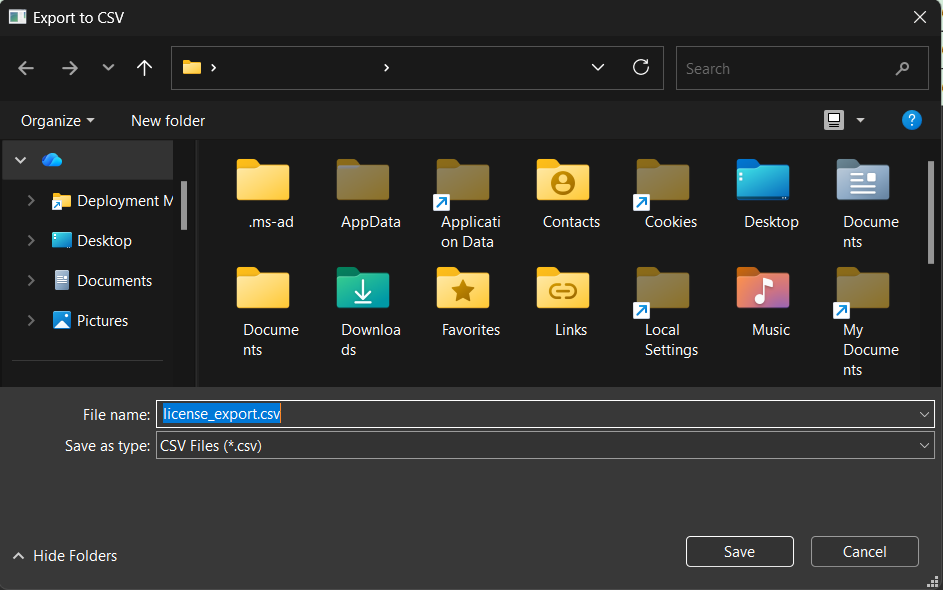 Export to CSV
Search
Organize
New folder
Deployment M
Desktop
Documents
Pictures
.ms-ad
AppData
Applicati
on Data
Contacts
Cookies
Desktop
Docume
nts
Docume
nts
Downloa
ds
Favorites
Links
Local
Settings
Music
My
Docume
nts
File name: license_export.csv
Save as type: CSV Files (*.csv)
Hide Folders
Save
Cancel